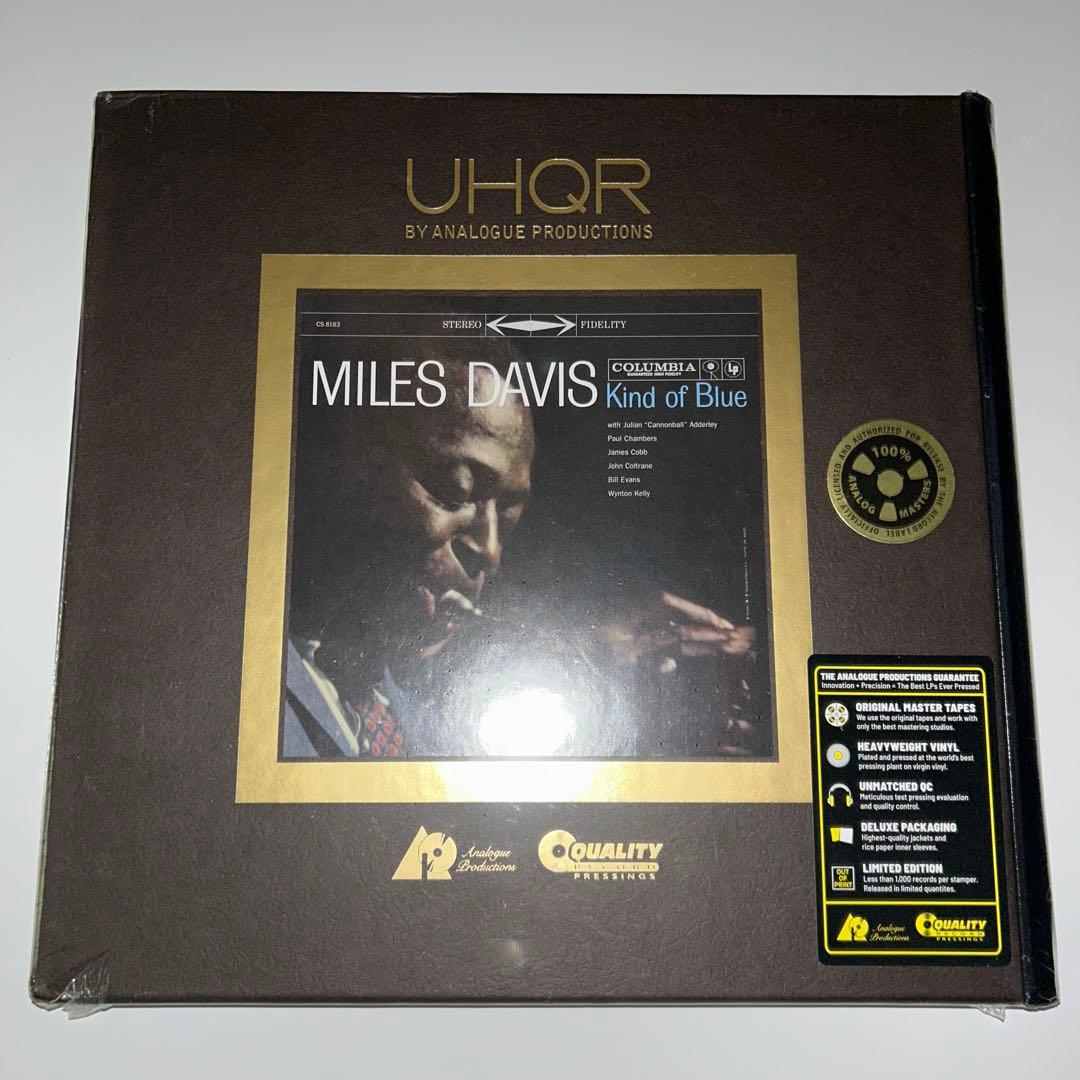 UHQR
BY ANALOGUE PRODUCTIONS
CS 8163
STEREO
FIDELITY
MILES DAVIS
COLUMBIA
GUARANTEED HIGH FIDELITY
Lp
Kind of Blue
with Julian "Cannonball" Adderley
Paul Chambers
James Cobb
John Coltrane
Bill Evans
Wynton Kelly
OFFICIALLY LICENSED AND AUTHORIZED FOR RELEASE BY THE RECORD LABEL
100%
ANALOG
MASTERS
THE ANALOGUE PRODUCTIONS GUARANTEE
Innovation + Precision = The Best LPs Ever Pressed
ORIGINAL MASTER TAPES
We use the original tapes and work with
only the best mastering studios.
HEAVYWEIGHT VINYL
Plated and pressed at the world's best
pressing plant on virgin vinyl.
UNMATCHED QC
Meticulous test pressing evaluation
and quality control.
DELUXE PACKAGING
Highest-quality jackets and
rice paper inner sleeves.
OUT
OF
PRINT
LIMITED EDITION
Less than 1,000 records per stamper.
Released in limited quantites.
Analogue
Productions
QUALITY
RECORD
PRESSINGS
Analogue
Productions
QUALITY
RECORD
PRESSINGS